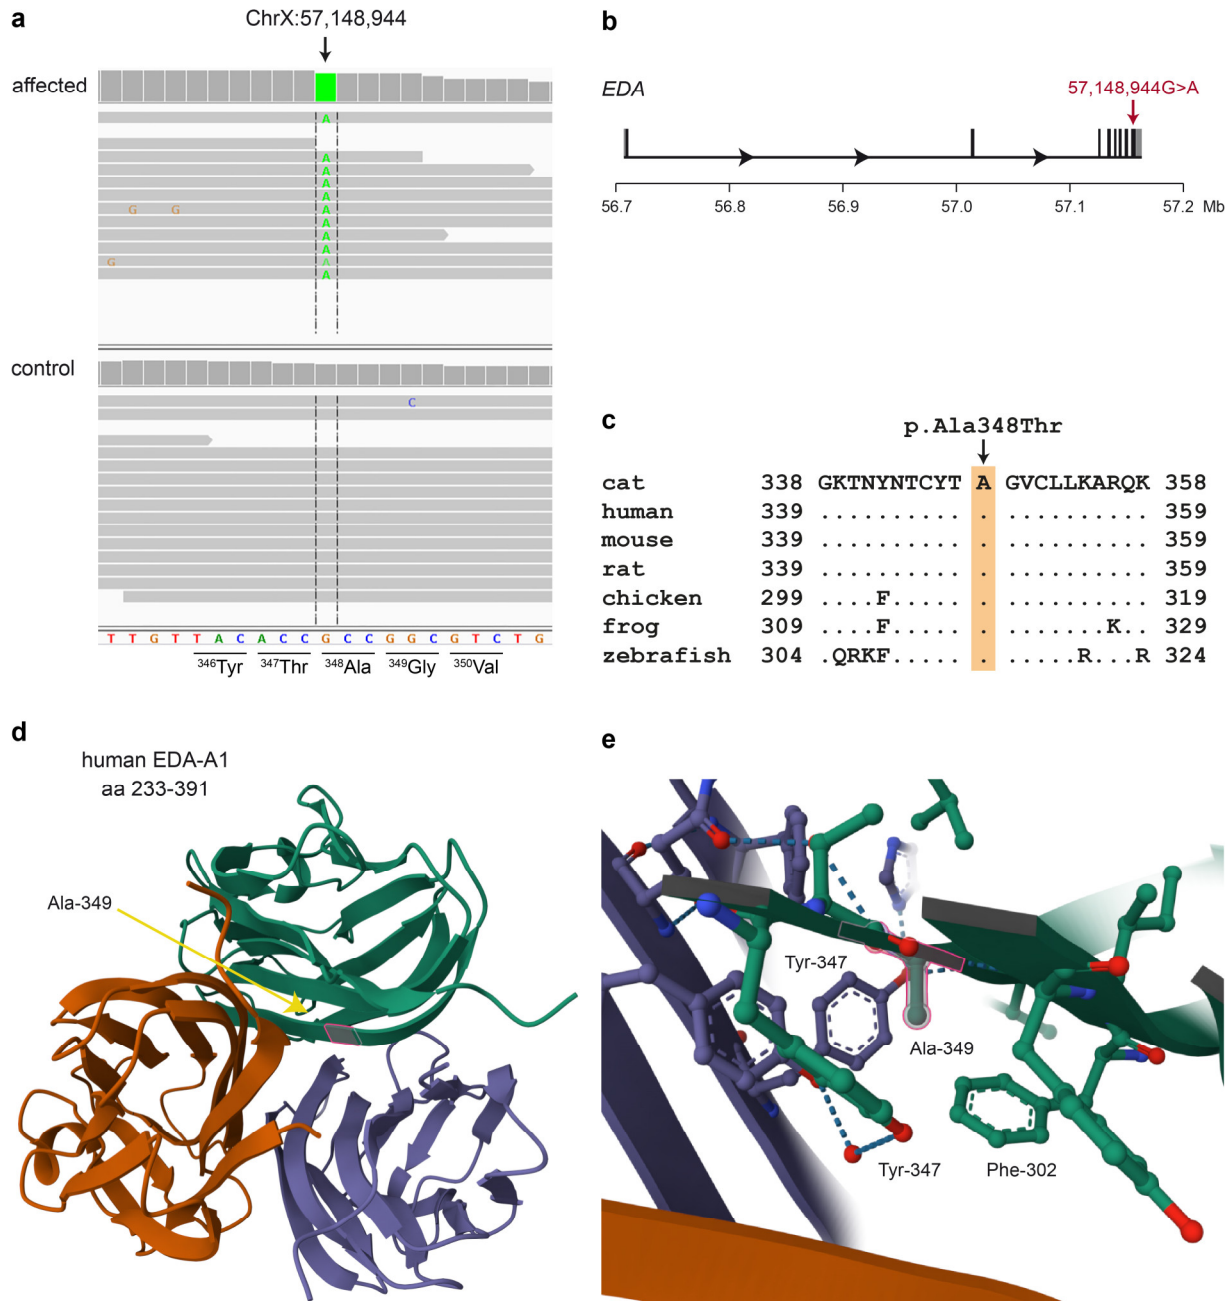 a
ChrX:57,148,944
affected
A
A
A
A
A
A
G G A
A
A
A
G A
A
control
C
T T G T T A C A C C G C C G G C G T C T G
346Tyr 347Thr 348Ala 349Gly 350Val
b
EDA
57,148,944G>A
56.7 56.8 56.9 57.0 57.1 57.2 Mb
c
p.Ala348Thr
cat 338 GKTNYNTCYT A GVCLLKARQK 358
human 339 .......... . .......... 359
mouse 339 .......... . .......... 359
rat 339 .......... . .......... 359
chicken 299 ....F..... . .......... 319
frog 309 ....F..... . .......K.. 329
zebrafish 304 .QRKF..... . .....R...R 324
d
human EDA-A1
aa 233-391
Ala-349
e
Tyr-347
Ala-349
Tyr-347
Phe-302